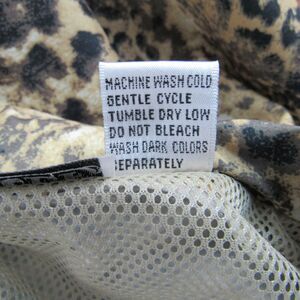 MACHINE WASH COLD
GENTLE CYCLE
TUMBLE DRY LOW
DO NOT BLEACH
WASH DARK COLORS
SEPARATELY